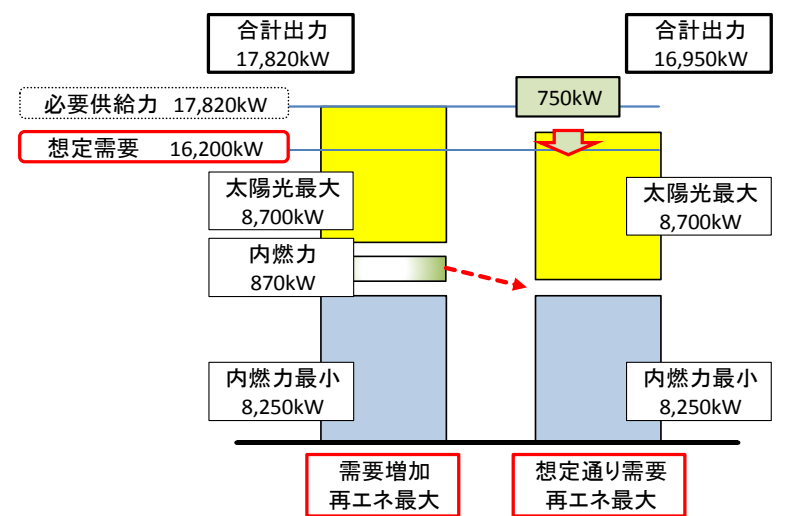 合計出力
17,820kW
合計出力
16,950kW
必要供給力 17,820kW
750kW
想定需要 16,200kW
太陽光最大
8,700kW
太陽光最大
8,700kW
内燃力
870kW
内燃力最小
8,250kW
内燃力最小
8,250kW
需要増加
再エネ最大
想定通り需要
再エネ最大